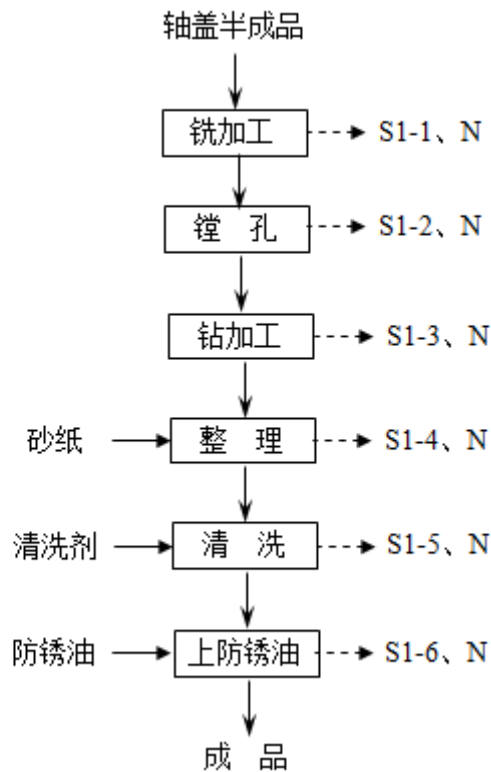 轴盖半成品
铣加工 S1-1、N
镗 孔 S1-2、N
钻加工 S1-3、N
砂纸 整 理 S1-4、N
清洗剂 清 洗 S1-5、N
防锈油 上防锈油 S1-6、N
成 品